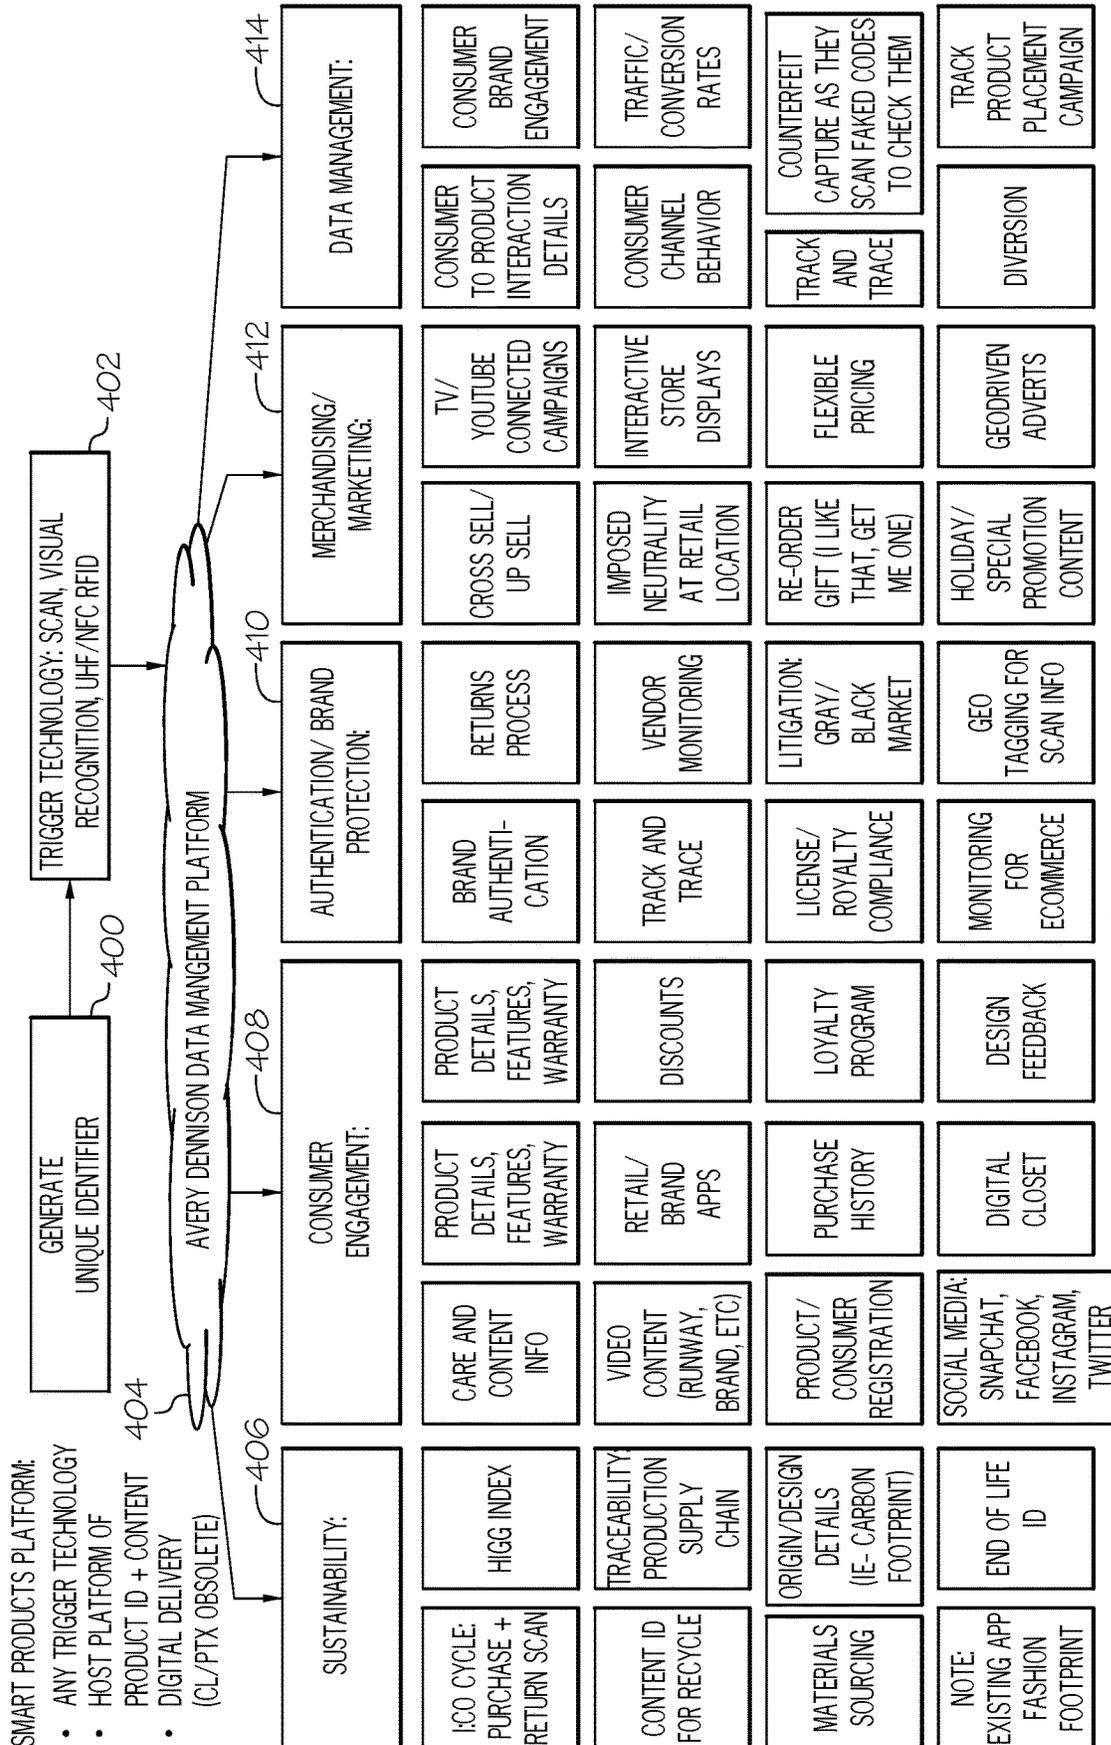 SMART PRODUCTS PLATFORM:
• ANY TRIGGER TECHNOLOGY
• HOST PLATFORM OF
PRODUCT ID + CONTENT
• DIGITAL DELIVERY
(CL/PTX OBSOLETE)
GENERATE
UNIQUE IDENTIFIER
400
TRIGGER TECHNOLOGY: SCAN, VISUAL
RECOGNITION, UHF/NFC RFID
402
404
AVERY DENNISON DATA MANGEMENT PLATFORM
406
SUSTAINABILITY:
I:CO CYCLE:
PURCHASE +
RETURN SCAN
HIGG INDEX
CONTENT ID
FOR RECYCLE
TRACEABILITY:
PRODUCTION
SUPPLY
CHAIN
MATERIALS
SOURCING
ORIGIN/DESIGN
DETAILS
(IE- CARBON
FOOTPRINT)
NOTE:
EXISTING APP
FASHION
FOOTPRINT
END OF LIFE
ID
408
CONSUMER
ENGAGEMENT:
CARE AND
CONTENT
INFO
PRODUCT
DETAILS,
FEATURES,
WARRANTY
PRODUCT
DETAILS,
FEATURES,
WARRANTY
VIDEO
CONTENT
(RUNWAY,
BRAND, ETC)
RETAIL/
BRAND
APPS
DISCOUNTS
PRODUCT/
CONSUMER
REGISTRATION
PURCHASE
HISTORY
LOYALTY
PROGRAM
SOCIAL MEDIA:
SNAPCHAT,
FACEBOOK,
INSTAGRAM,
TWITTER
DIGITAL
CLOSET
DESIGN
FEEDBACK
410
AUTHENTICATION/ BRAND
PROTECTION:
BRAND
AUTHENTI-
CATION
RETURNS
PROCESS
TRACK AND
TRACE
VENDOR
MONITORING
LICENSE/
ROYALTY
COMPLIANCE
LITIGATION:
GRAY/
BLACK
MARKET
MONITORING
FOR
ECOMMERCE
GEO
TAGGING FOR
SCAN INFO
412
MERCHANDISING/
MARKETING:
CROSS SELL/
UP SELL
TV/
YOUTUBE
CONNECTED
CAMPAIGNS
IMPOSED
NEUTRALITY
AT RETAIL
LOCATION
INTERACTIVE
STORE
DISPLAYS
RE-ORDER
GIFT (I LIKE
THAT, GET
ME ONE)
FLEXIBLE
PRICING
HOLIDAY/
SPECIAL
PROMOTION
CONTENT
GEODRIVEN
ADVERTS
414
DATA MANAGEMENT:
CONSUMER
TO PRODUCT
INTERACTION
DETAILS
CONSUMER
BRAND
ENGAGEMENT
CONSUMER
CHANNEL
BEHAVIOR
TRAFFIC/
CONVERSION
RATES
TRACK
AND
TRACE
COUNTERFEIT
CAPTURE AS THEY
SCAN FAKED CODES
TO CHECK THEM
DIVERSION
TRACK
PRODUCT
PLACEMENT
CAMPAIGN